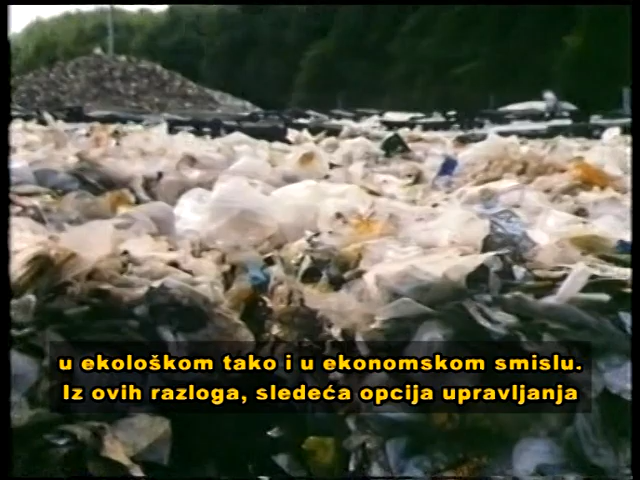 u ekološkom tako i u ekonomskom smislu.
Iz ovih razloga, sledeća opcija upravljanja